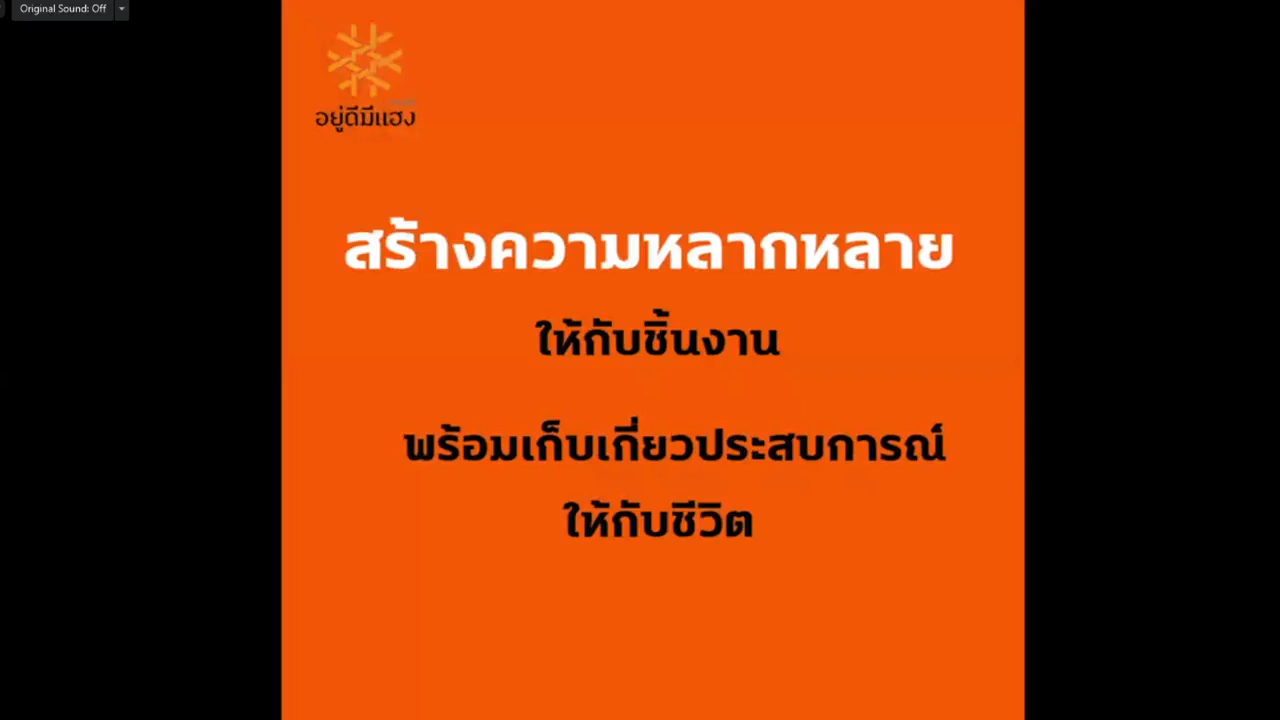 Original Sound: Off
อยู่ดีมีแฮง
สร้างความหลากหลาย
ให้กับชิ้นงาน
พร้อมเก็บเกี่ยวประสบการณ์
ให้กับชีวิต